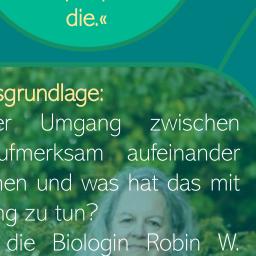 die.«
sgrundlage:
er Umgang zwischen
ufmerksam aufeinander
nen und was hat das mit
ng zu tun?
die Biologin Robin W.